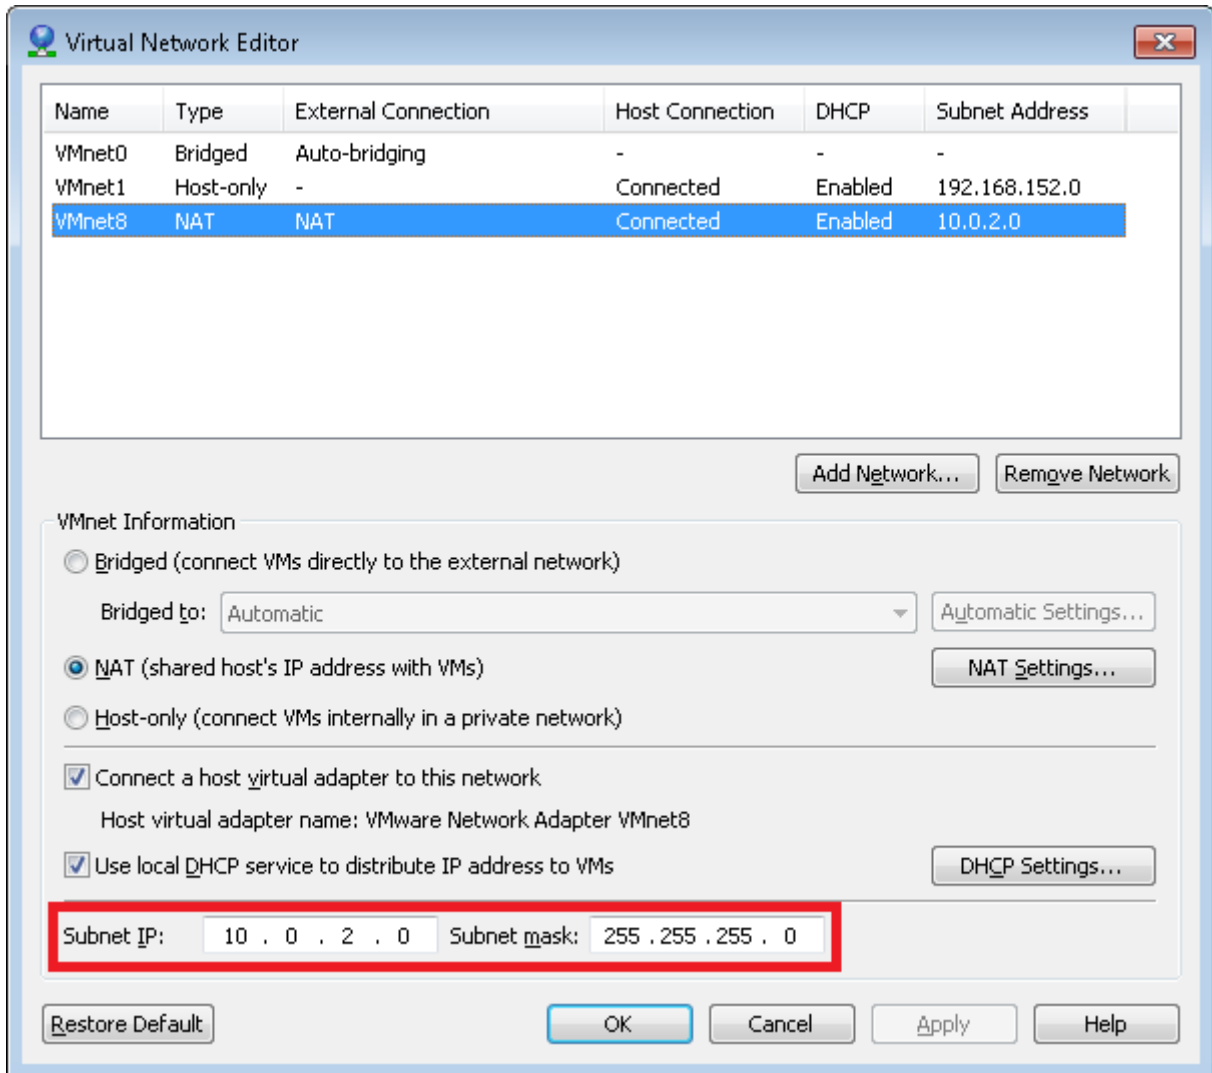 Virtual Network Editor
Name Type External Connection Host Connection DHCP Subnet Address
VMnet0 Bridged Auto-bridging - - -
VMnet1 Host-only - Connected Enabled 192.168.152.0
VMnet8 NAT NAT Connected Enabled 10.0.2.0
Add Network... Remove Network
VMnet Information
Bridged (connect VMs directly to the external network)
Bridged to: Automatic Automatic Settings...
NAT (shared host's IP address with VMs) NAT Settings...
Host-only (connect VMs internally in a private network)
Connect a host virtual adapter to this network
Host virtual adapter name: VMware Network Adapter VMnet8
Use local DHCP service to distribute IP address to VMs DHCP Settings...
Subnet IP: 10 . 0 . 2 . 0 Subnet mask: 255 . 255 . 255 . 0
Restore Default OK Cancel Apply Help